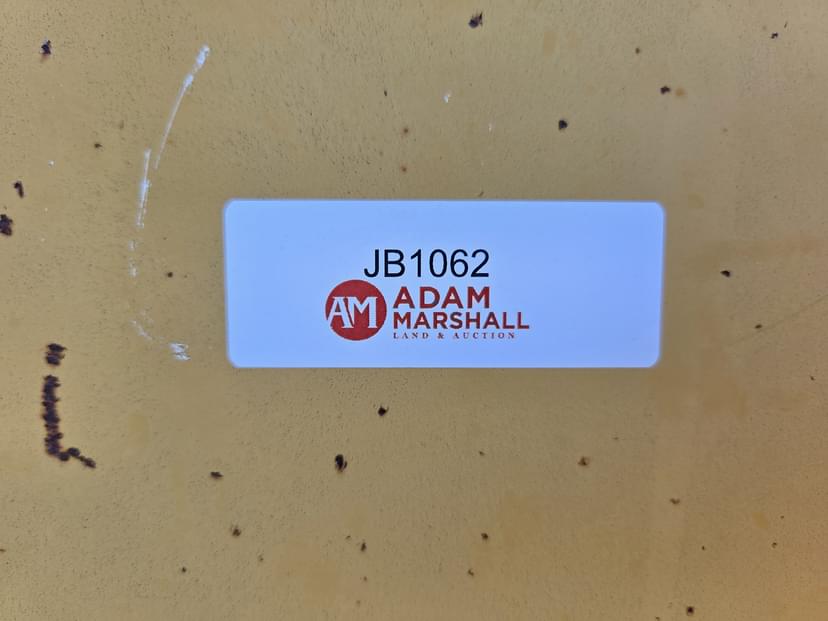 JB1062
AM ADAM
MARSHALL
LAND & AUCTION